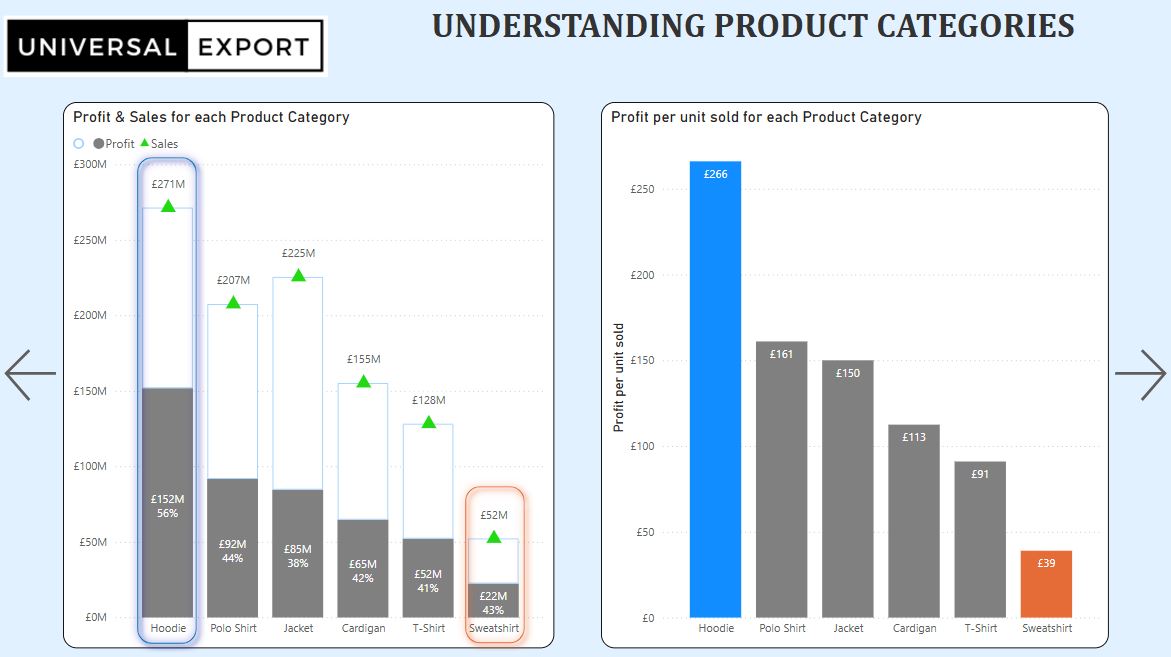 UNIVERSAL EXPORT
UNDERSTANDING PRODUCT CATEGORIES
Profit & Sales for each Product Category
Profit Sales
£300M
£250M
£200M
£150M
£100M
£50M
£0M
£271M
£207M
£225M
£155M
£128M
£52M
£152M
56%
£92M
44%
£85M
38%
£65M
42%
£52M
41%
£22M
43%
Hoodie Polo Shirt Jacket Cardigan T-Shirt Sweatshirt
Profit per unit sold for each Product Category
Profit per unit sold
£250
£200
£150
£100
£50
£0
£266
£161
£150
£113
£91
£39
Hoodie Polo Shirt Jacket Cardigan T-Shirt Sweatshirt